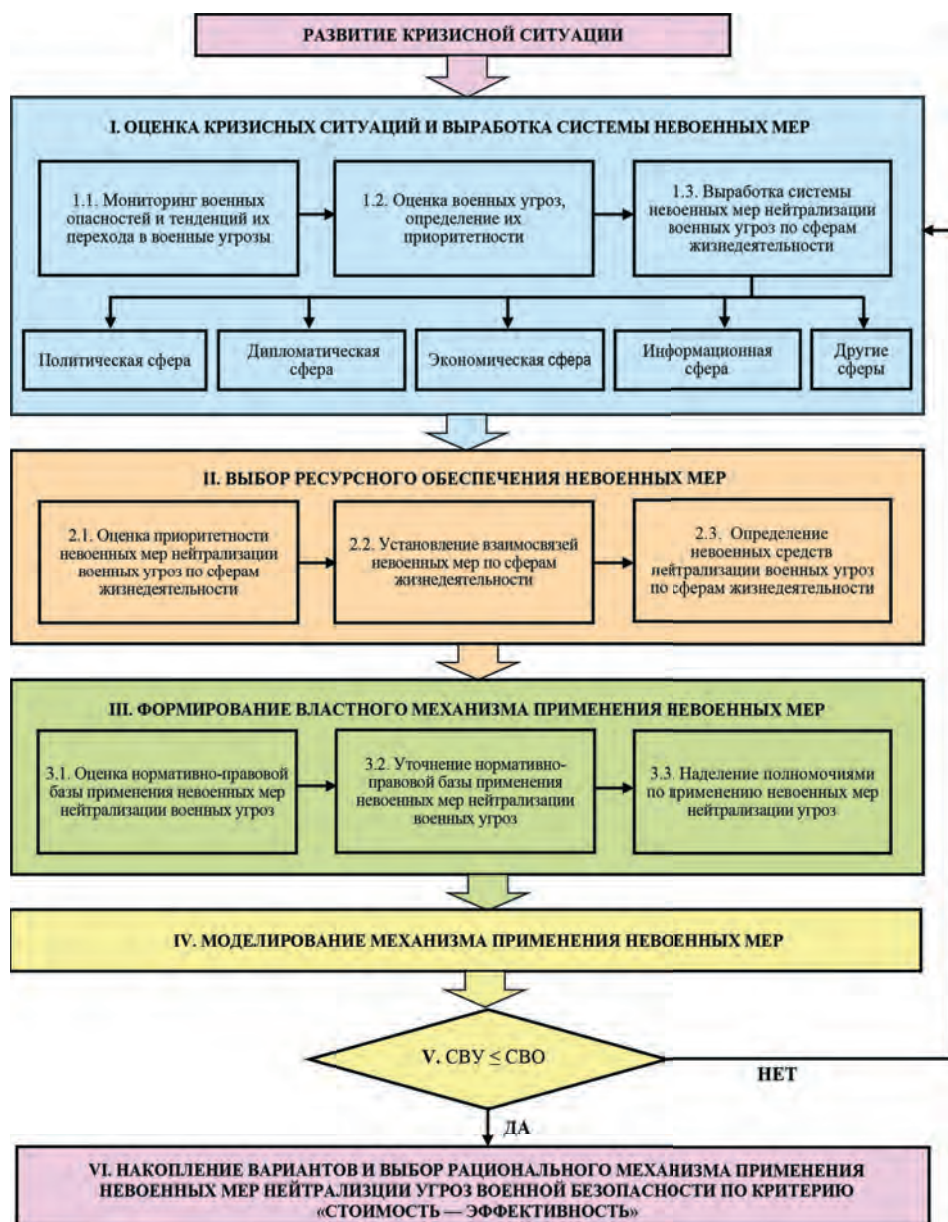 РАЗВИТИЕ КРИЗИСНОЙ СИТУАЦИИ
I. ОЦЕНКА КРИЗИСНЫХ СИТУАЦИЙ И ВЫРАБОТКА СИСТЕМЫ НЕВОЕННЫХ МЕР
1.1. Мониторинг военных
опасностей и тенденций их
перехода в военные угрозы
1.2. Оценка военных угроз,
определение их
приоритетности
1.3. Выработка системы
невоенных мер нейтрализации
военных угроз по сферам
жизнедеятельности
Политическая сфера
Дипломатическая
сфера
Экономическая сфера
Информационная
сфера
Другие
сферы
II. ВЫБОР РЕСУРСНОГО ОБЕСПЕЧЕНИЯ НЕВОЕННЫХ МЕР
2.1. Оценка приоритетности
невоенных мер нейтрализации
военных угроз по сферам
жизнедеятельности
2.2. Установление взаимосвязей
невоенных мер по сферам
жизнедеятельности
2.3. Определение
невоенных средств
нейтрализации военных угроз
по сферам жизнедеятельности
III. ФОРМИРОВАНИЕ ВЛАСТНОГО МЕХАНИЗМА ПРИМЕНЕНИЯ НЕВОЕННЫХ МЕР
3.1. Оценка нормативно-правовой
базы применения невоенных мер
нейтрализации военных угроз
3.2. Уточнение нормативно-
правовой базы применения
невоенных мер нейтрализации
военных угроз
3.3. Наделение полномочиями
по применению невоенных мер
нейтрализации угроз
IV. МОДЕЛИРОВАНИЕ МЕХАНИЗМА ПРИМЕНЕНИЯ НЕВОЕННЫХ МЕР
V. СВУ ≤ СВО
НЕТ
ДА
VI. НАКОПЛЕНИЕ ВАРИАНТОВ И ВЫБОР РАЦИОНАЛЬНОГО МЕХАНИЗМА ПРИМЕНЕНИЯ
НЕВОЕННЫХ МЕР НЕЙТРАЛИЗЦИИ УГРОЗ ВОЕННОЙ БЕЗОПАСНОСТИ ПО КРИТЕРИЮ
«СТОИМОСТЬ — ЭФФЕКТИВНОСТЬ»